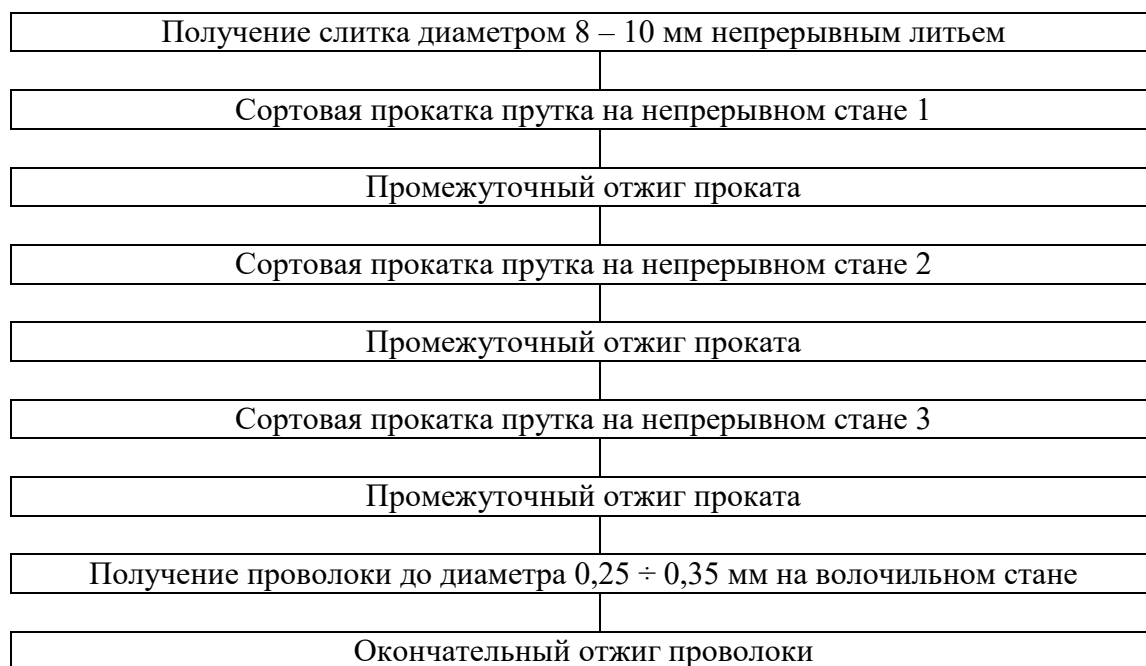 Получение слитка диаметром 8 – 10 мм непрерывным литьем
Сортовая прокатка прутка на непрерывном стане 1
Промежуточный отжиг проката
Сортовая прокатка прутка на непрерывном стане 2
Промежуточный отжиг проката
Сортовая прокатка прутка на непрерывном стане 3
Промежуточный отжиг проката
Получение проволоки до диаметра 0,25 ÷ 0,35 мм на волочильном стане
Окончательный отжиг проволоки